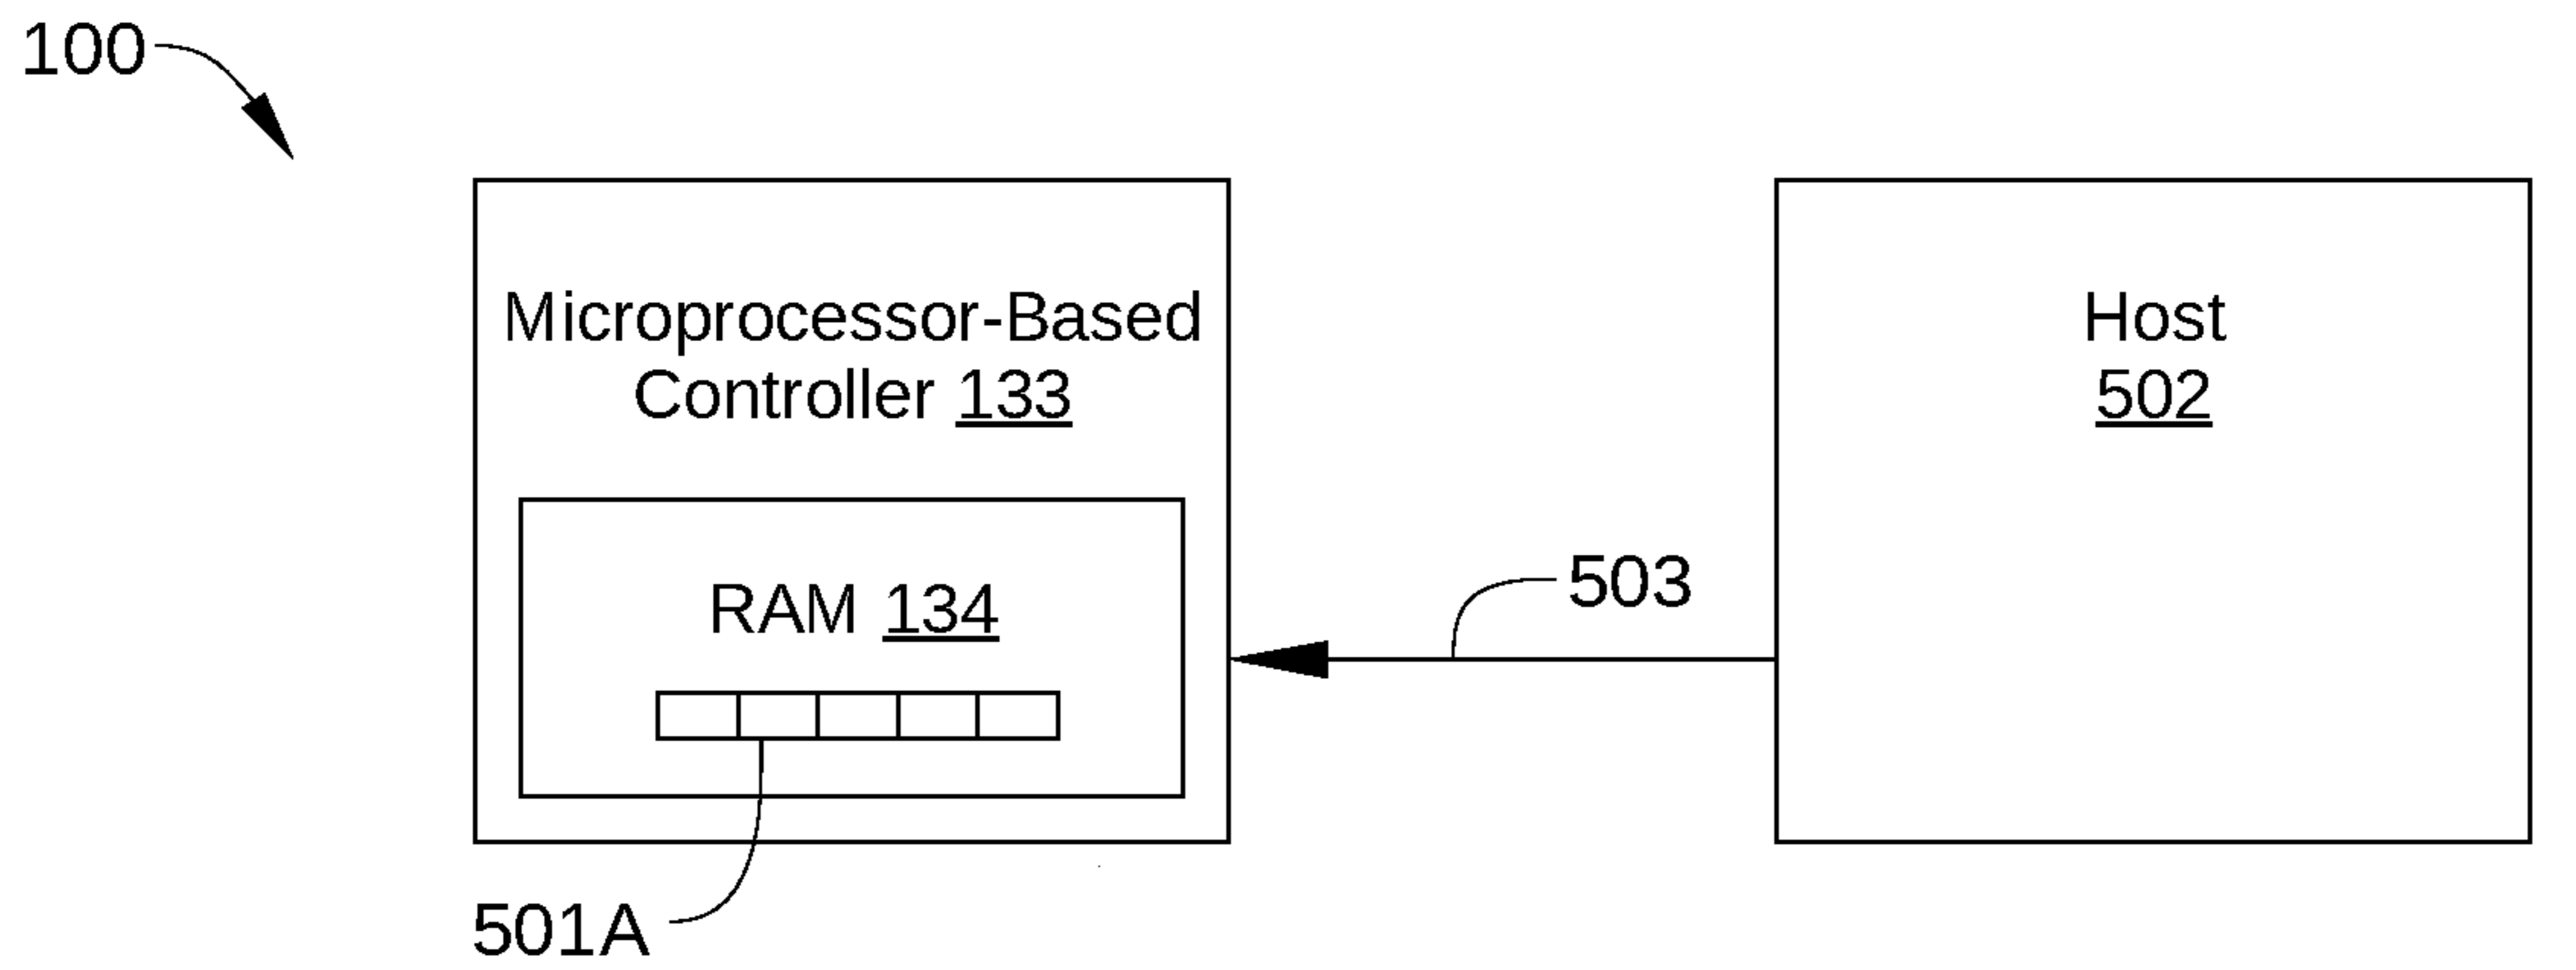 100
Microprocessor-Based
Controller 133
Host
502
RAM 134
503
501A